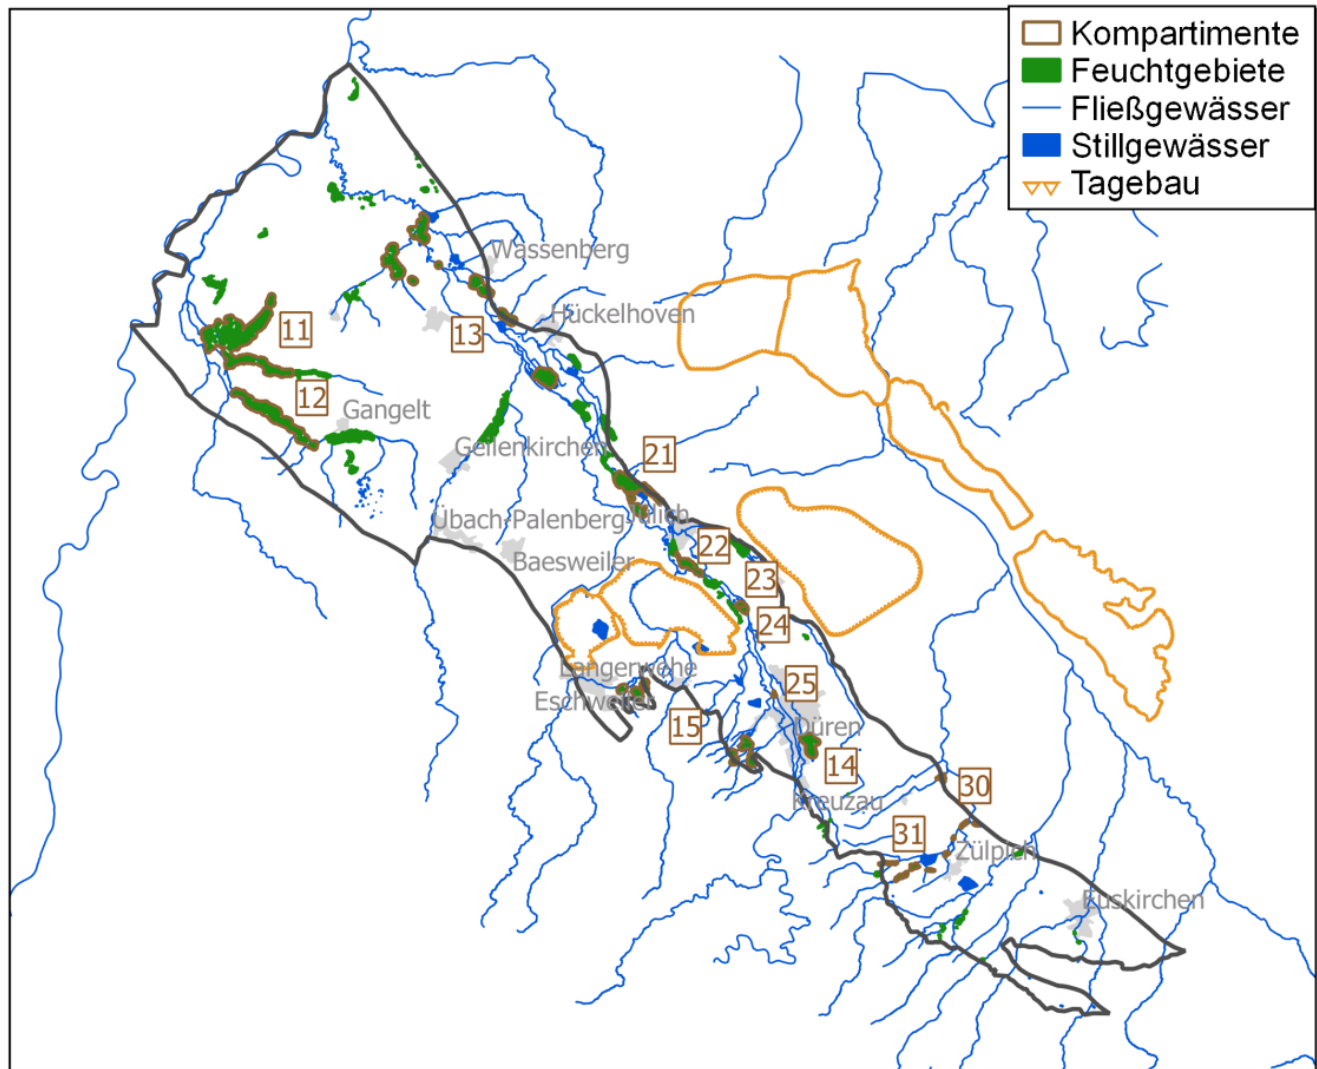 Kompartimente
Feuchtgebiete
Fließgewässer
Stillgewässer
Tagebau
Wassenberg
Hückelhoven
11
13
12
Gangelt
Geilenkirchen
21
Übach-Palenberg
Jülich
22
Baesweiler
23
24
Langerwehe
25
Eschweiler
15
Düren
14
30
Kreuzau
31
Zülpich
Euskirchen